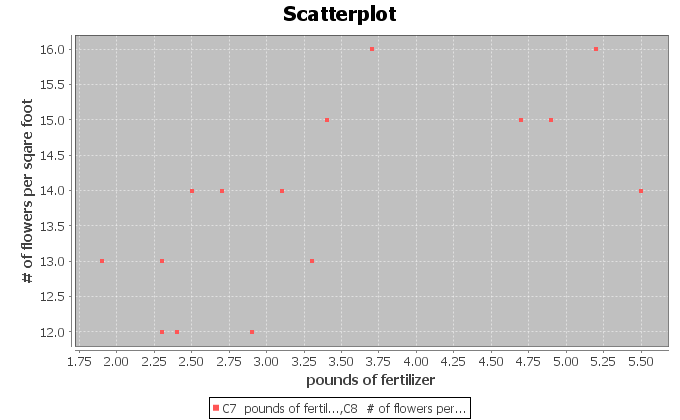 Scatterplot
# of flowers per sqare foot
16.0
15.5
15.0
14.5
14.0
13.5
13.0
12.5
12.0
1.75 2.00 2.25 2.50 2.75 3.00 3.25 3.50 3.75 4.00 4.25 4.50 4.75 5.00 5.25 5.50
pounds of fertilizer
C7 pounds of fertil...,C8 # of flowers per...